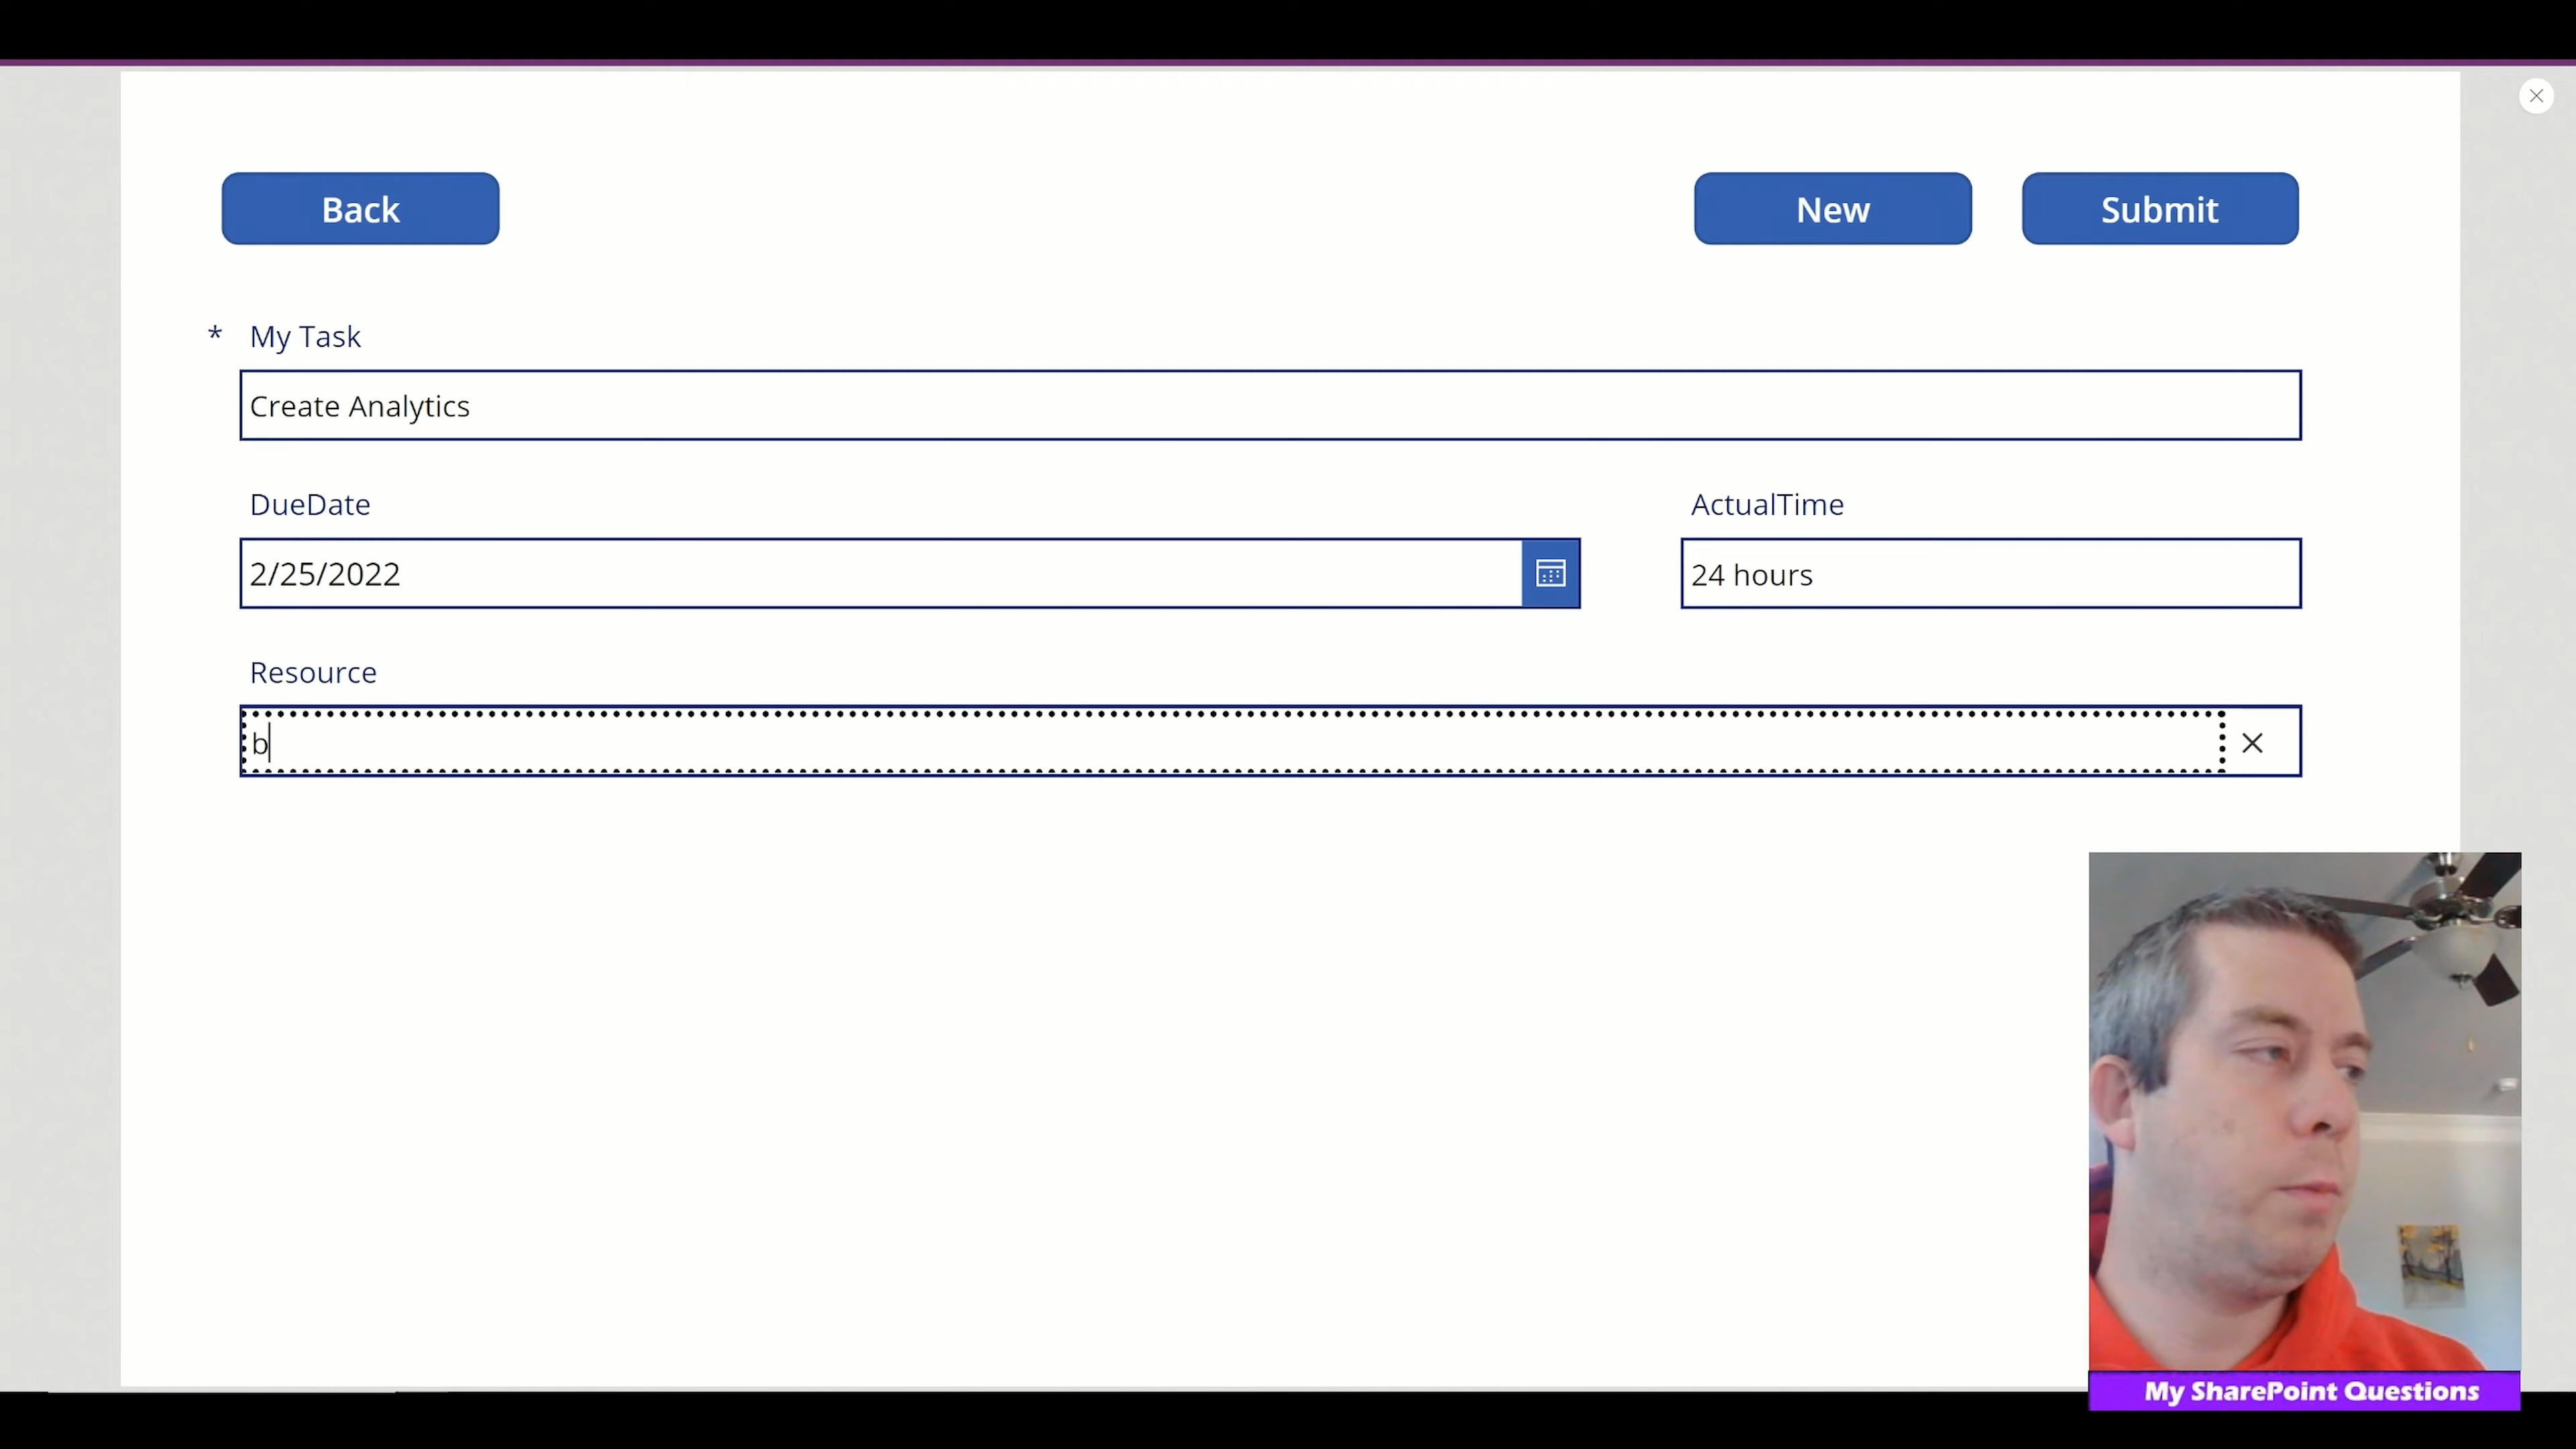 Back
New
Submit
* My Task
Create Analytics
DueDate
ActualTime
2/25/2022
24 hours
Resource
b
My SharePoint Questions